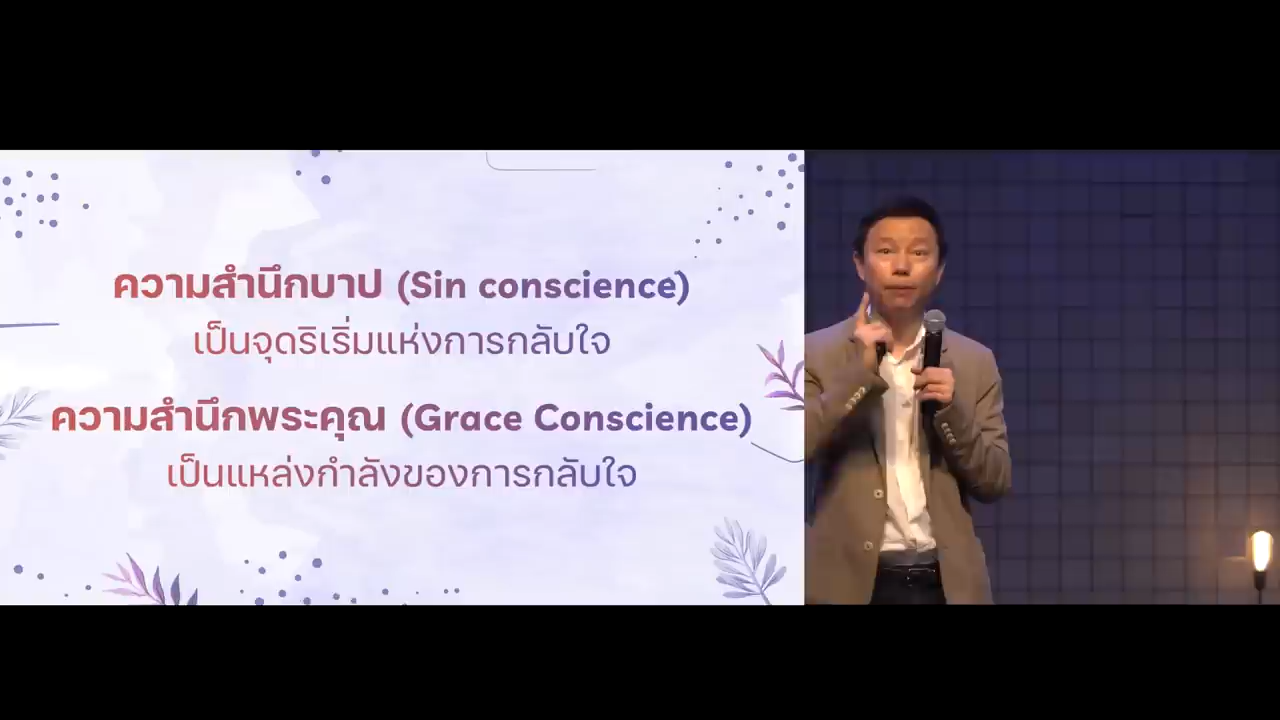 ความสำนึกบาป (Sin conscience)
เป็นจุดริเริ่มแห่งการกลับใจ
ความสำนึกพระคุณ (Grace Conscience)
เป็นแหล่งกำลังของการกลับใจ